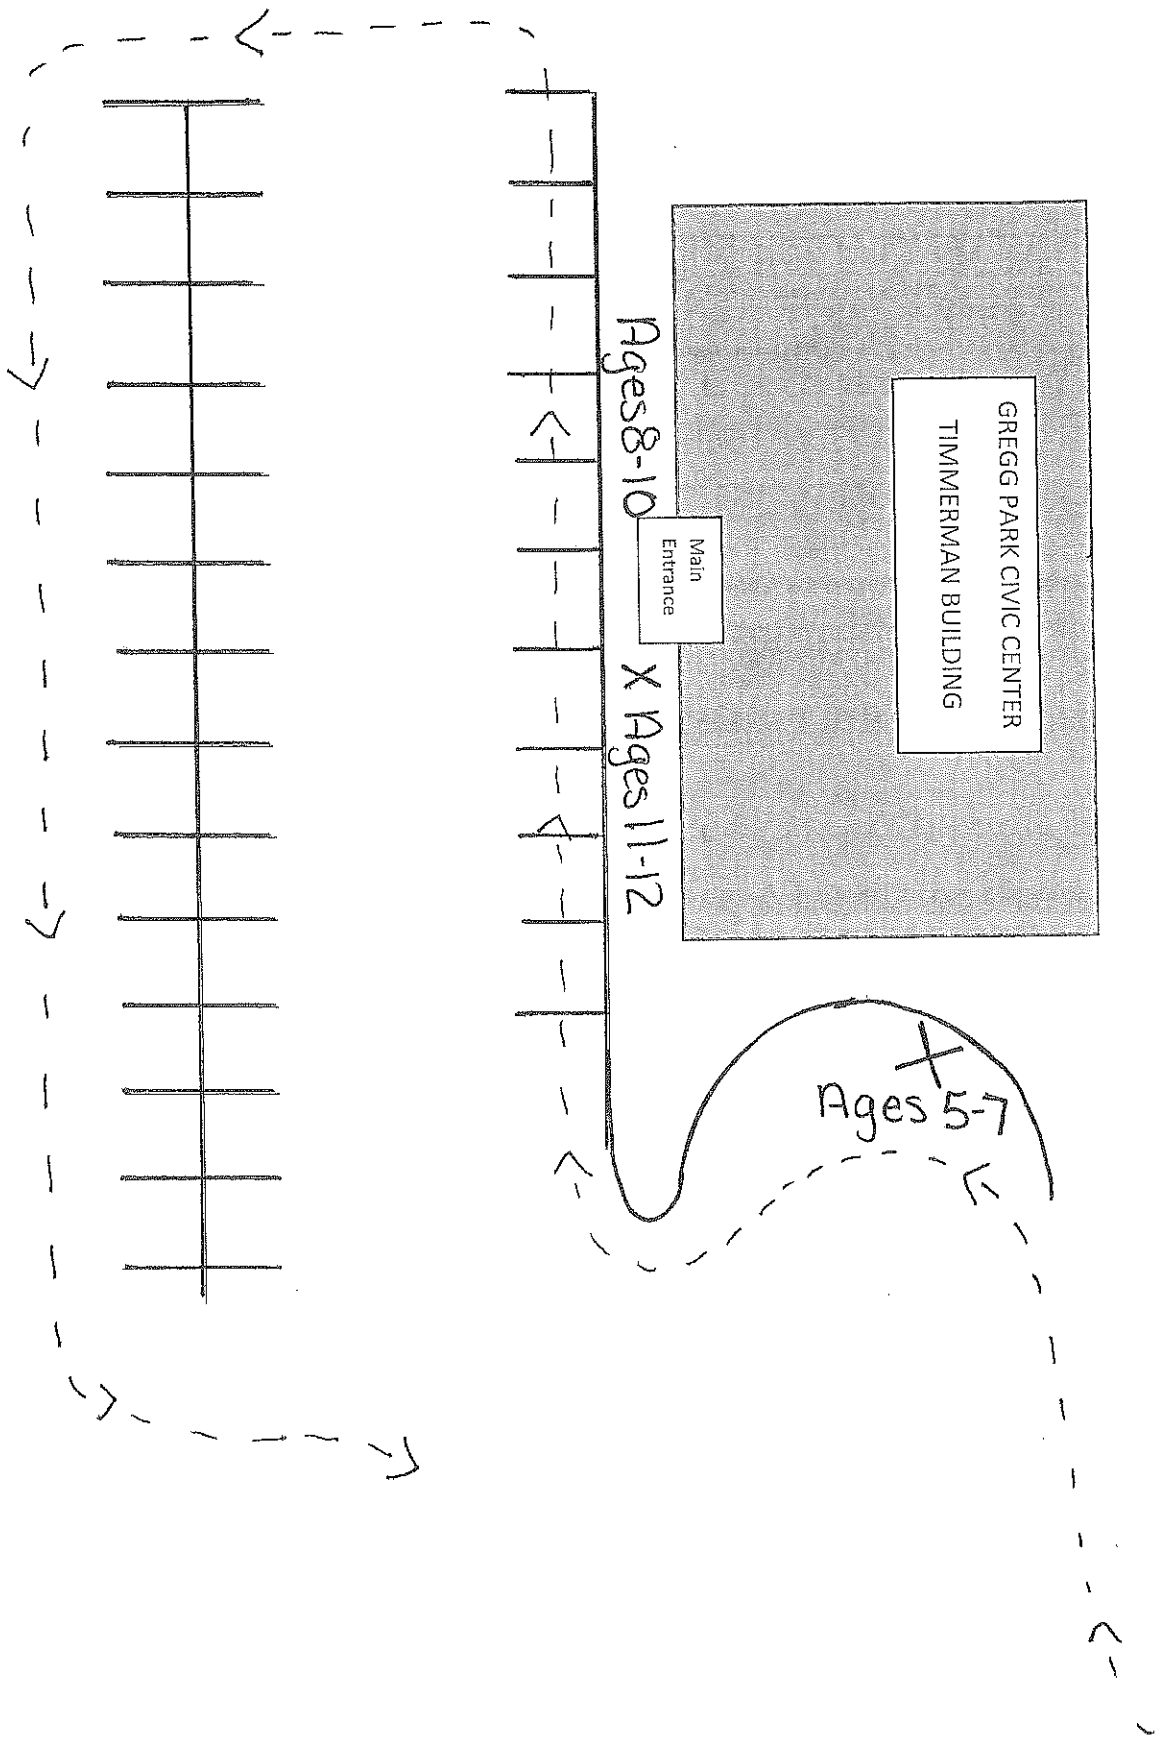 GREGG PARK CIVIC CENTER
TIMMERMAN BUILDING
Main
Entrance
Ages 8-10
X Ages 11-12
X
Ages 5-7